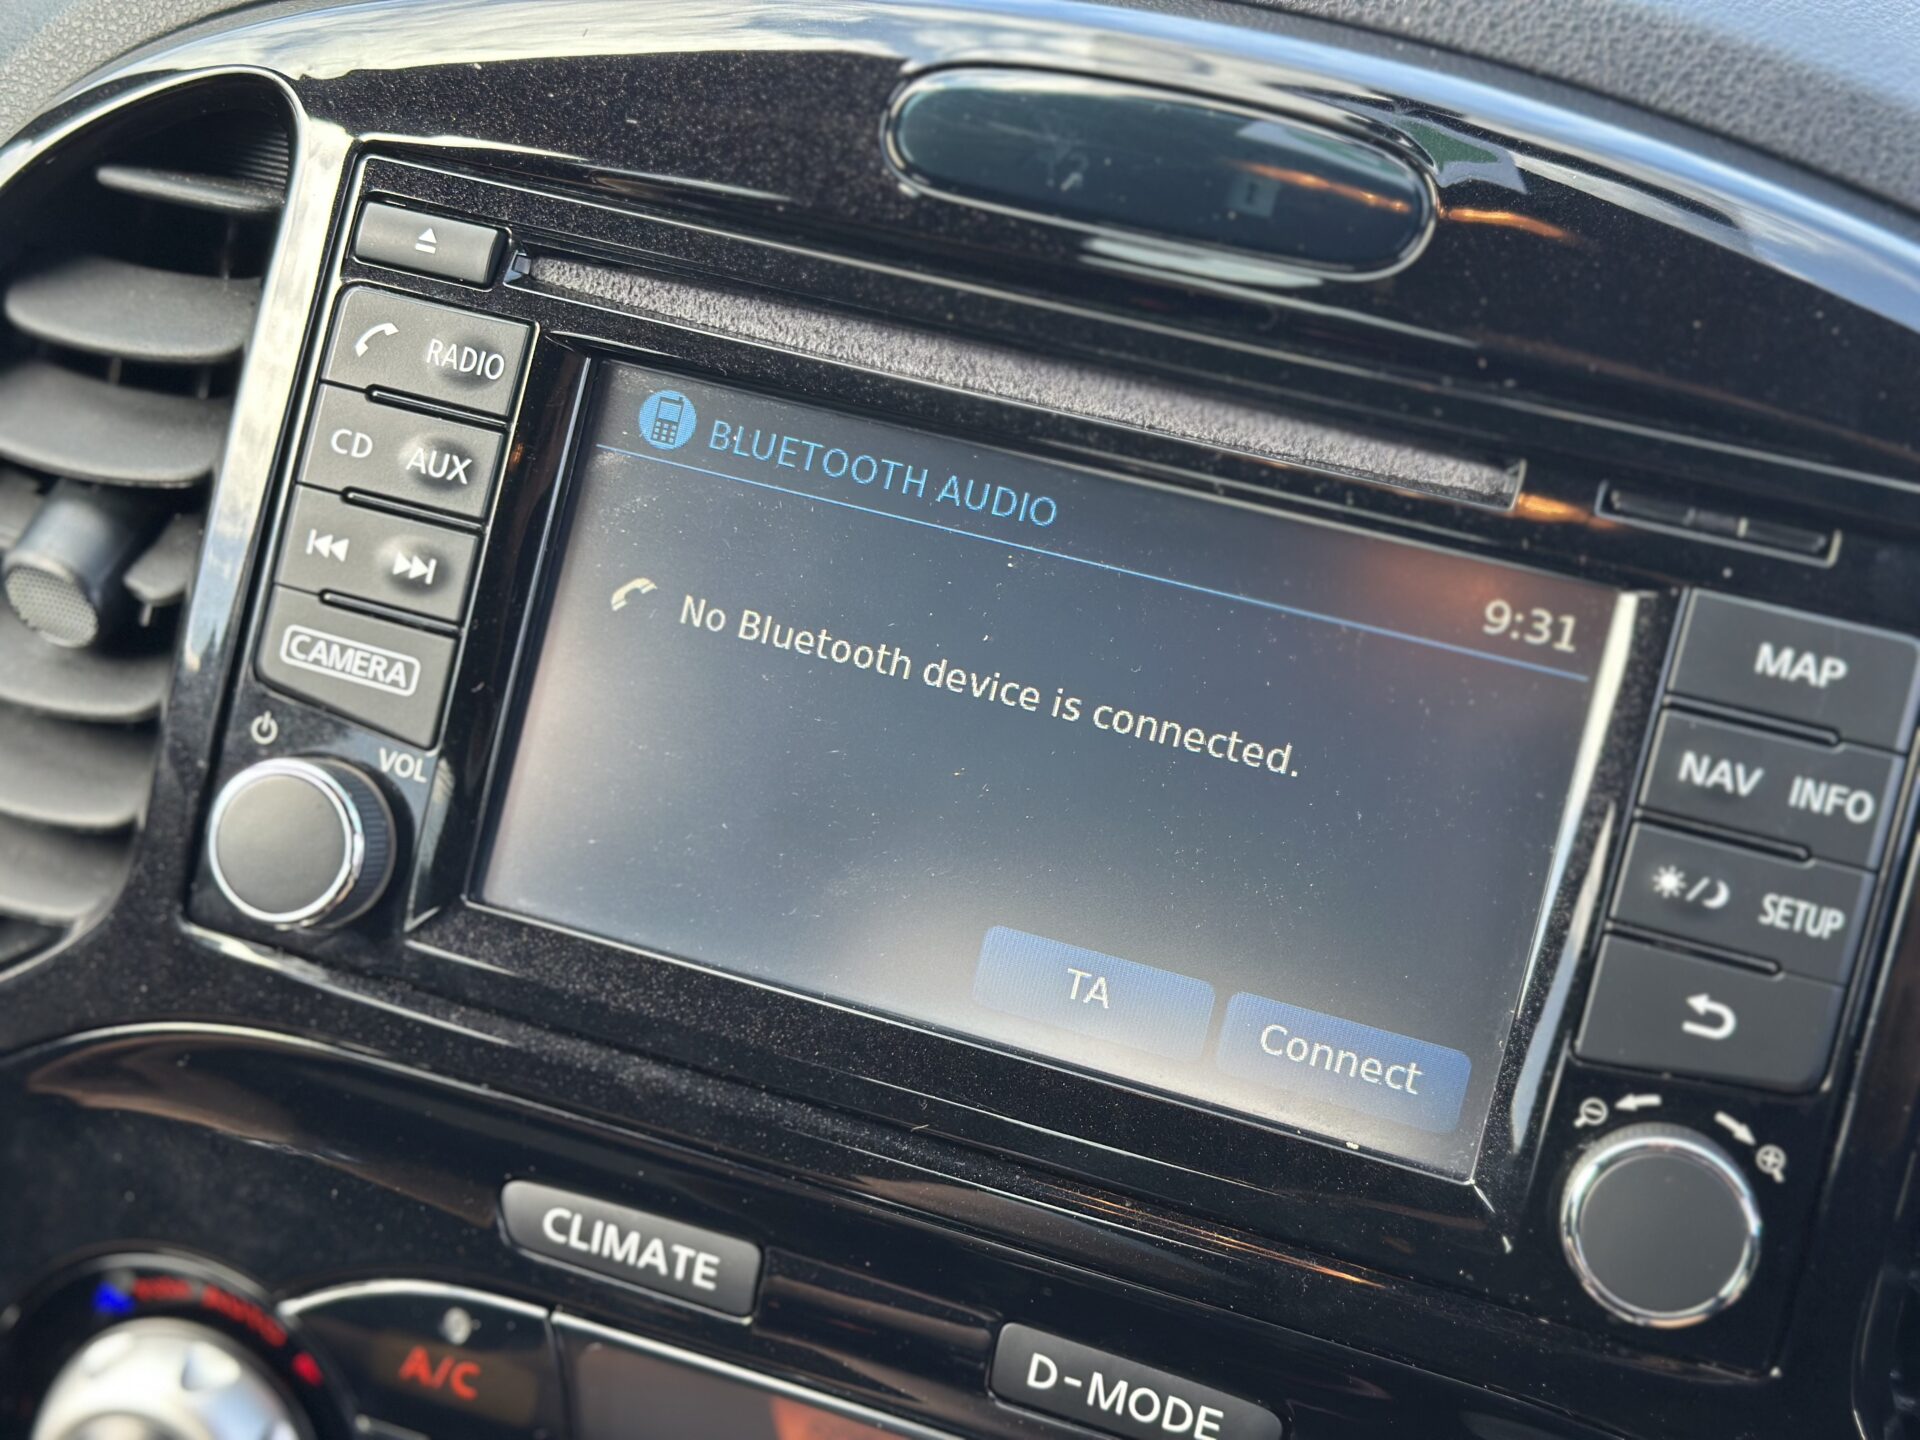 RADIO
CD AUX
CAMERA
VOL
BLUETOOTH AUDIO
9:31
No Bluetooth device is connected.
TA
Connect
MAP
NAV INFO
SETUP
CLIMATE
A/C
D-MODE